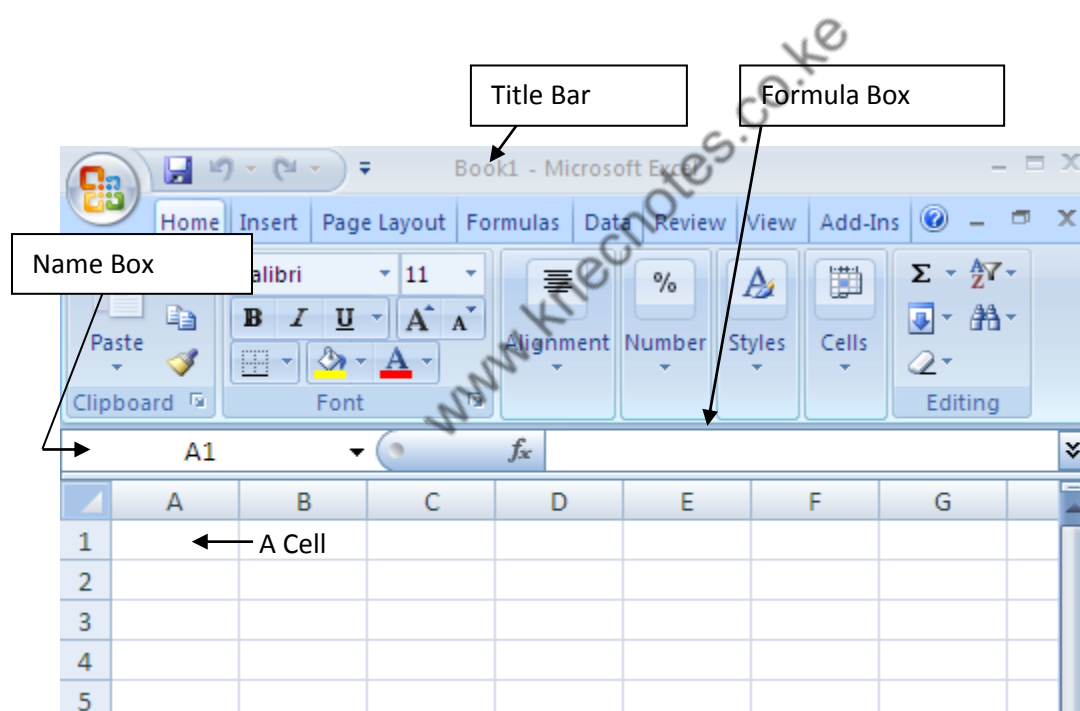 Title Bar
Formula Box
Book1 - Microsoft Excel
Home Insert Page Layout Formulas Data Review View Add-Ins
Name Box
alibri 11
%
B I U A A
Paste
A
Alignment Number Styles Cells
Clipboard Font Editing
A1 fx
A B C D E F G
1 A Cell
2
3
4
5
www.knecnotes.co.ke